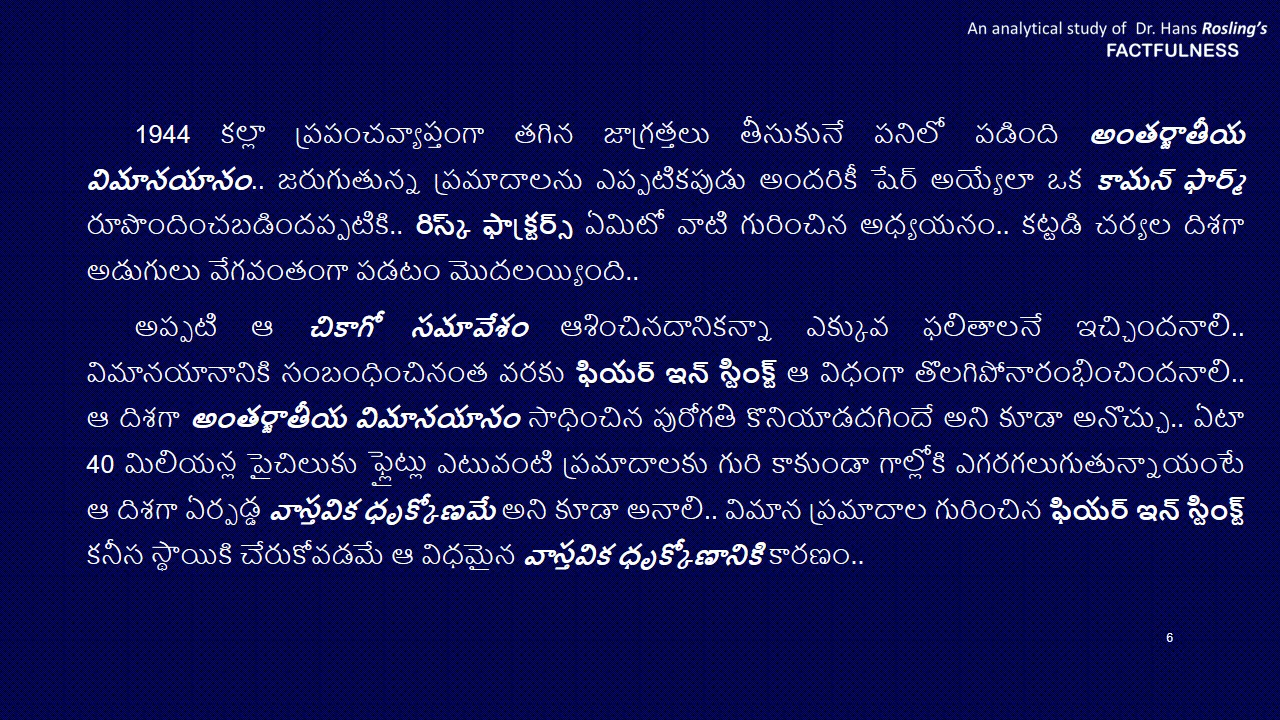 An analytical study of Dr. Hans Rosling's
FACTFULNESS
1944 కల్లా ప్రపంచవ్యాప్తంగా తగిన జాగ్రత్తలు తీసుకునే పనిలో పడింది అంతర్జాతీయ
విమానయానం.. జరుగుతున్న ప్రమాదాలను ఎప్పటికపుడు అందరికీ షేర్ అయ్యేలా ఒక కామన్ ఫార్మ్
రూపొందించబడిందప్పటికి.. రిస్క్ ఫాక్టర్స్ ఏమిటో వాటి గురించిన అధ్యయనం.. కట్టడి చర్యల దిశగా
అడుగులు వేగవంతంగా పడటం మొదలయ్యింది..
అప్పటి ఆ చికాగో సమావేశం ఆశించినదానికన్నా ఎక్కువ ఫలితాలనే ఇచ్చిందనాలి..
విమానయానానికి సంబంధించినంత వరకు ఫియర్ ఇన్ స్టింక్ట్ ఆ విధంగా తొలగిపోనారంభించిందనాలి..
ఆ దిశగా అంతర్జాతీయ విమానయానం సాధించిన పురోగతి కొనియాడదగిందే అని కూడా అనొచ్చు.. ఏటా
40 మిలియన్ల పైచిలుకు ఫ్లైట్లు ఎటువంటి ప్రమాదాలకు గురి కాకుండా గాల్లోకి ఎగరగలుగుతున్నాయంటే
ఆ దిశగా ఏర్పడ్డ వాస్తవిక ధృక్కోణమే అని కూడా అనాలి.. విమాన ప్రమాదాల గురించిన ఫియర్ ఇన్ స్టింక్ట్
కనీస స్థాయికి చేరుకోవడమే ఆ విధమైన వాస్తవిక ధృక్కోణానికి కారణం..
6